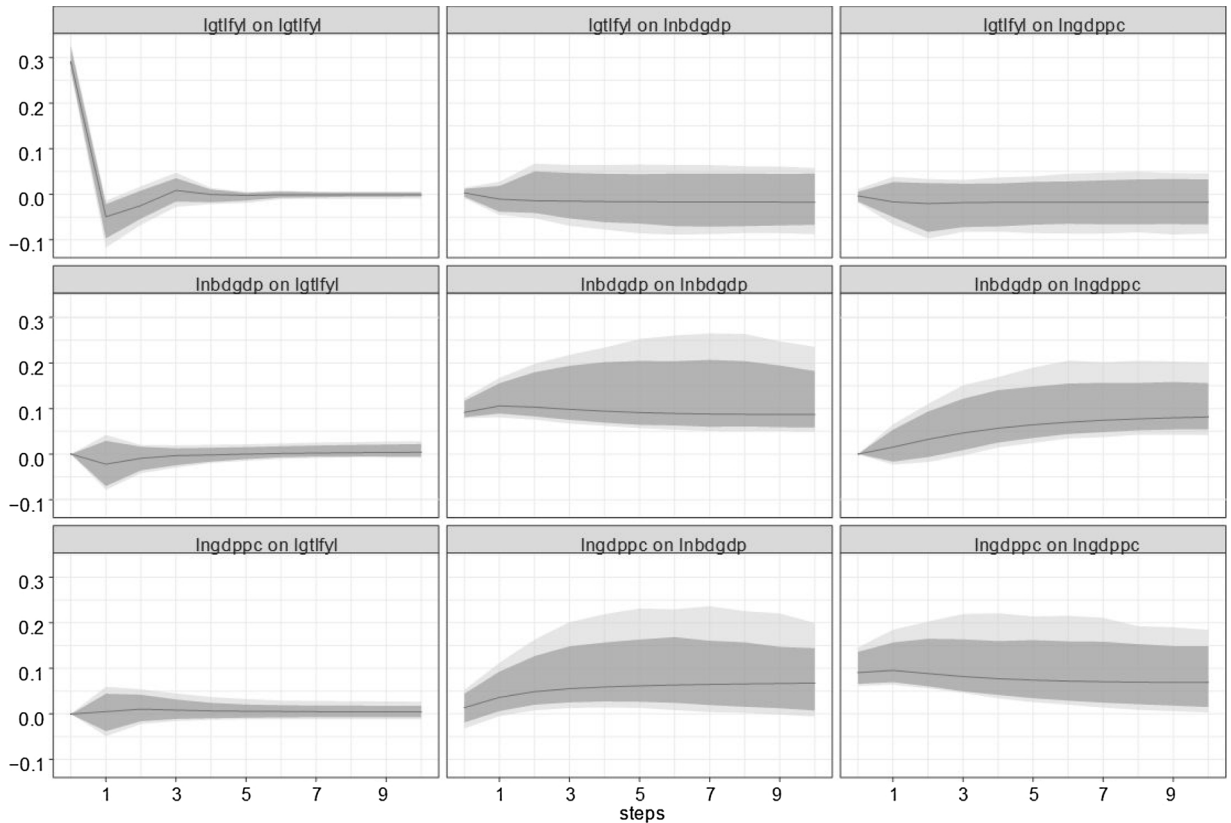 lgtlfyl on lgtlfyl
lgtlfyl on lnbdgdp
lgtlfyl on lngdppc
0.3
0.2
0.1
0.0
−0.1
lnbdgdp on lgtlfyl
lnbdgdp on lnbdgdp
lnbdgdp on lngdppc
0.3
0.2
0.1
0.0
−0.1
lngdppc on lgtlfyl
lngdppc on lnbdgdp
lngdppc on lngdppc
0.3
0.2
0.1
0.0
−0.1
1 3 5 7 9
1 3 5 7 9
1 3 5 7 9
steps